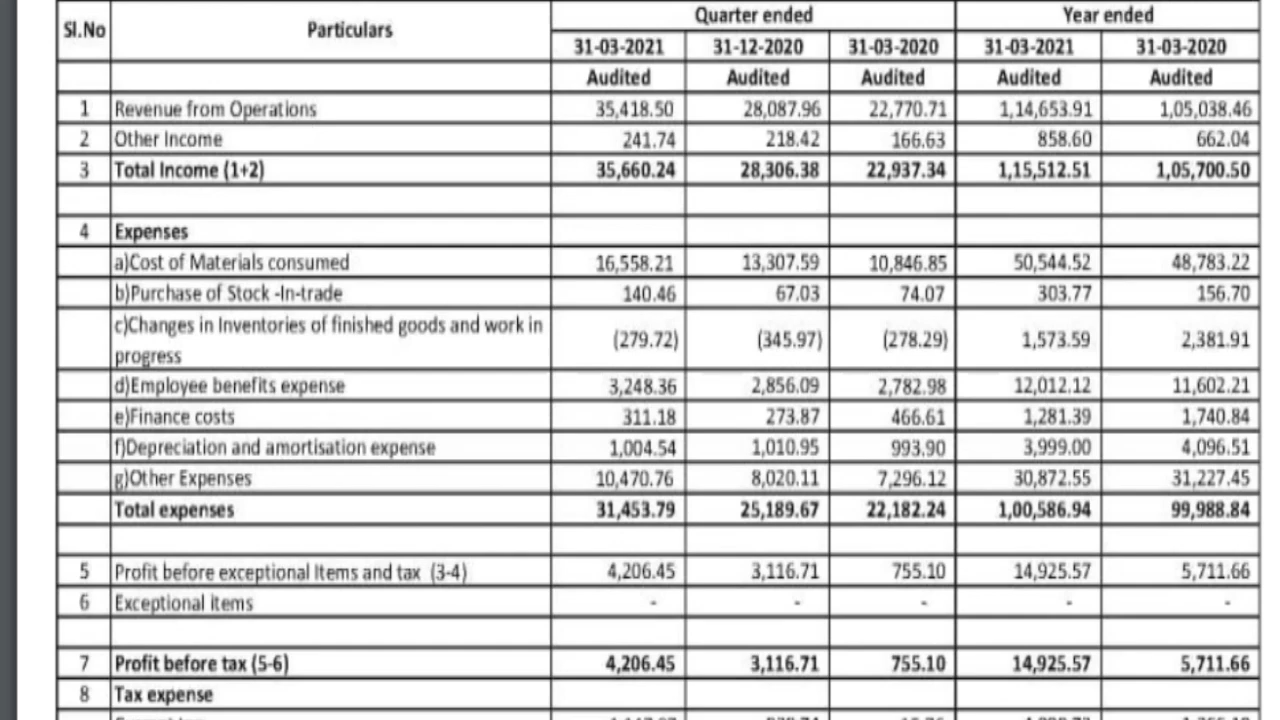 Sl.No Particulars Quarter ended Year ended
31-03-2021 31-12-2020 31-03-2020 31-03-2021 31-03-2020
Audited Audited Audited Audited Audited
1 Revenue from Operations 35,418.50 28,087.96 22,770.71 1,14,653.91 1,05,038.46
2 Other Income 241.74 218.42 166.63 858.60 662.04
3 Total Income (1+2) 35,660.24 28,306.38 22,937.34 1,15,512.51 1,05,700.50
4 Expenses
a)Cost of Materials consumed 16,558.21 13,307.59 10,846.85 50,544.52 48,783.22
b)Purchase of Stock -In-trade 140.46 67.03 74.07 303.77 156.70
c)Changes in Inventories of finished goods and work in
progress (279.72) (345.97) (278.29) 1,573.59 2,381.91
d)Employee benefits expense 3,248.36 2,856.09 2,782.98 12,012.12 11,602.21
e)Finance costs 311.18 273.87 466.61 1,281.39 1,740.84
f)Depreciation and amortisation expense 1,004.54 1,010.95 993.90 3,999.00 4,096.51
g)Other Expenses 10,470.76 8,020.11 7,296.12 30,872.55 31,227.45
Total expenses 31,453.79 25,189.67 22,182.24 1,00,586.94 99,988.84
5 Profit before exceptional Items and tax (3-4) 4,206.45 3,116.71 755.10 14,925.57 5,711.66
6 Exceptional items - - - - -
7 Profit before tax (5-6) 4,206.45 3,116.71 755.10 14,925.57 5,711.66
8 Tax expense